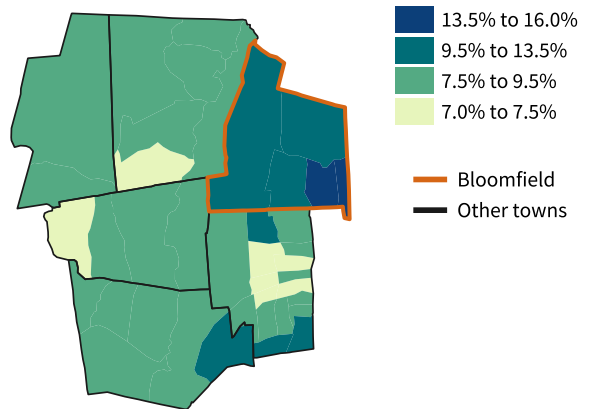 13.5% to 16.0%
9.5% to 13.5%
7.5% to 9.5%
7.0% to 7.5%
Bloomfield
Other towns